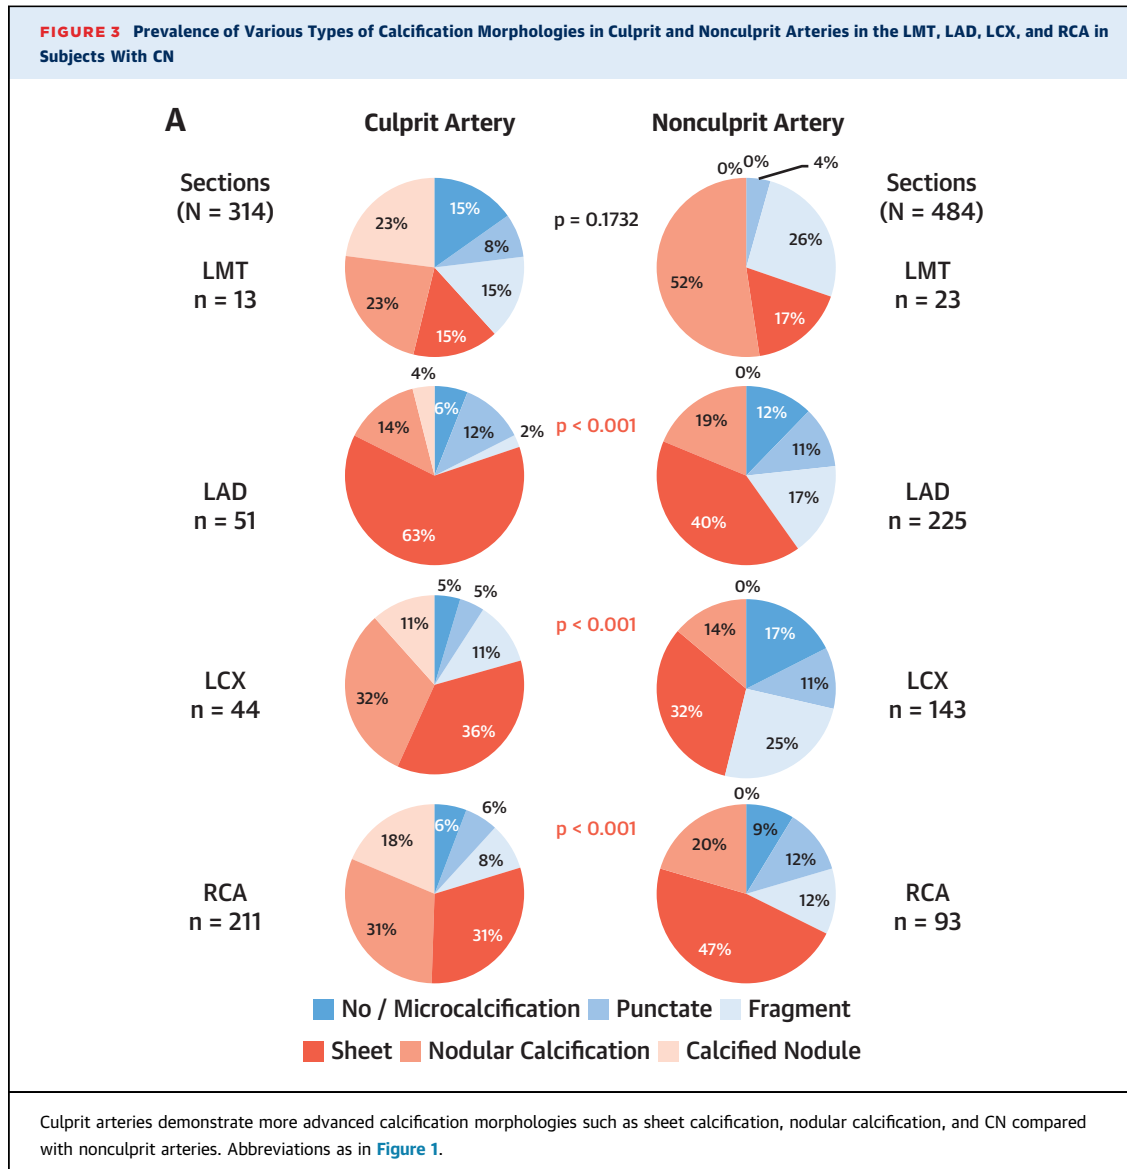 FIGURE 3 Prevalence of Various Types of Calcification Morphologies in Culprit and Nonculprit Arteries in the LMT, LAD, LCX, and RCA in
Subjects With CN
A
Culprit Artery
Nonculprit Artery
Sections
(N = 314)
LMT
n = 13
15%
8%
15%
15%
23%
23%
p = 0.1732
0%
0%
4%
26%
17%
52%
Sections
(N = 484)
LMT
n = 23
LAD
n = 51
4%
6%
12%
2%
63%
14%
p < 0.001
0%
12%
11%
17%
40%
19%
LAD
n = 225
LCX
n = 44
5%
5%
11%
36%
32%
11%
p < 0.001
0%
17%
11%
25%
32%
14%
LCX
n = 143
RCA
n = 211
6%
6%
8%
31%
31%
18%
p < 0.001
0%
9%
12%
12%
47%
20%
RCA
n = 93
No / Microcalcification Punctate Fragment
Sheet Nodular Calcification Calcified Nodule
Culprit arteries demonstrate more advanced calcification morphologies such as sheet calcification, nodular calcification, and CN compared
with nonculprit arteries. Abbreviations as in Figure 1.